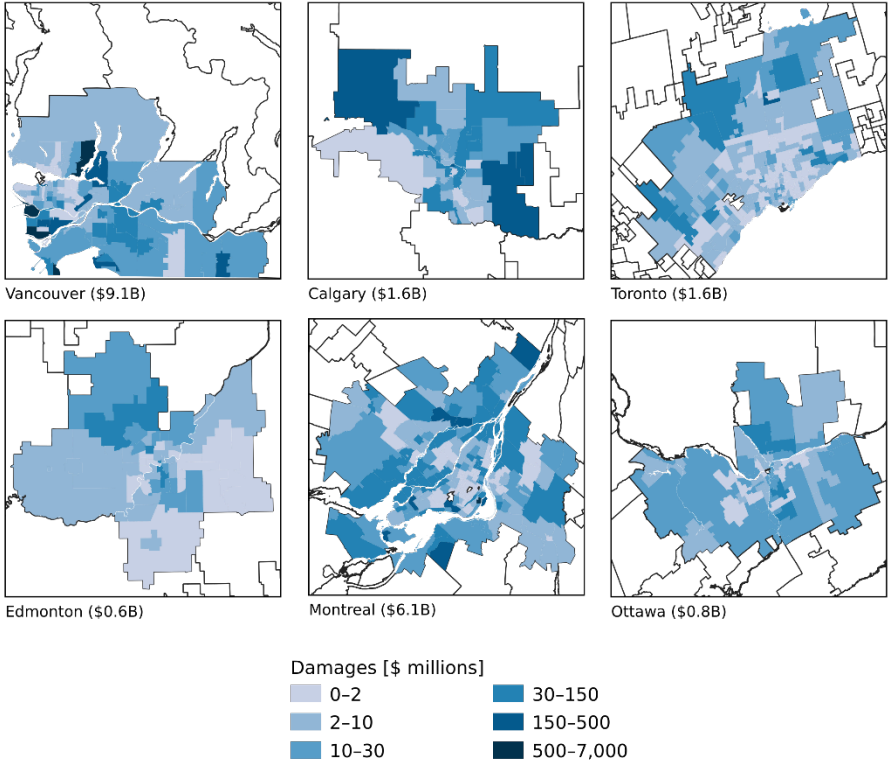 Vancouver ($9.1B)
Calgary ($1.6B)
Toronto ($1.6B)
Edmonton ($0.6B)
Montreal ($6.1B)
Ottawa ($0.8B)
Damages [$ millions]
0–2
30–150
2–10
150–500
10–30
500–7,000